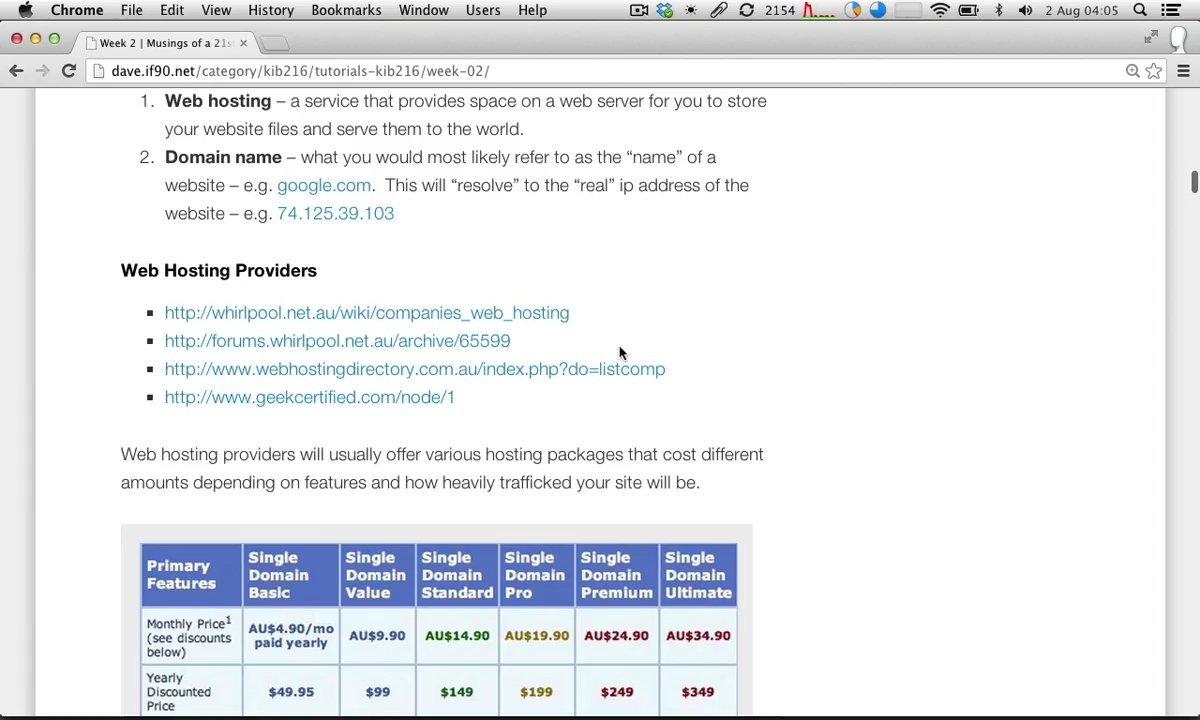 Chrome File Edit View History Bookmarks Window Users Help 2154 2 Aug 04:05
Week 2 | Musings of a 21s
dave.if90.net/category/kib216/tutorials-kib216/week-02/
1. Web hosting – a service that provides space on a web server for you to store
your website files and serve them to the world.
2. Domain name – what you would most likely refer to as the “name” of a
website – e.g. google.com.  This will “resolve” to the “real” ip address of the
website – e.g. 74.125.39.103
Web Hosting Providers
http://whirlpool.net.au/wiki/companies_web_hosting
http://forums.whirlpool.net.au/archive/65599
http://www.webhostingdirectory.com.au/index.php?do=listcomp
http://www.geekcertified.com/node/1
Web hosting providers will usually offer various hosting packages that cost different
amounts depending on features and how heavily trafficked your site will be.
Primary Features Single Domain Basic Single Domain Value Single Domain Standard Single Domain Pro Single Domain Premium Single Domain Ultimate
Monthly Price1 (see discounts below) AU$4.90/mo paid yearly AU$9.90 AU$14.90 AU$19.90 AU$24.90 AU$34.90
Yearly Discounted Price $49.95 $99 $149 $199 $249 $349